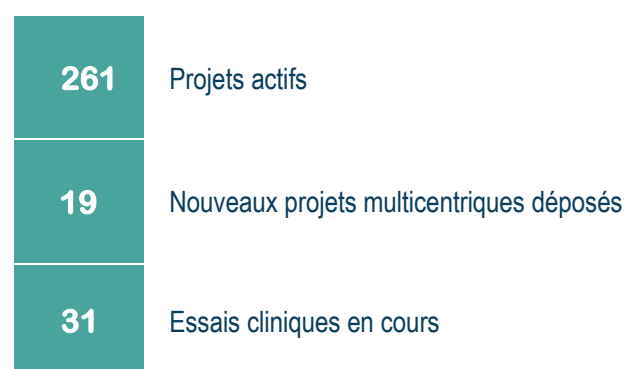 261 Projets actifs
19 Nouveaux projets multicentriques déposés
31 Essais cliniques en cours